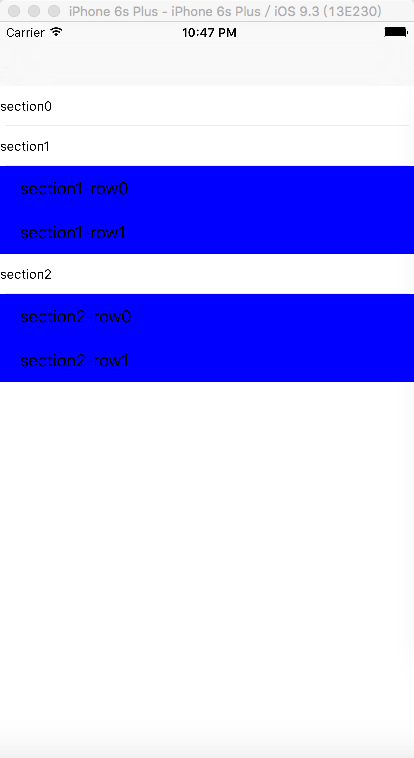 iPhone 6s Plus - iPhone 6s Plus / iOS 9.3 (13E230)
Carrier 10:47 PM
section0
section1
section1-row0
section1-row1
section2
section2-row0
section2-row1